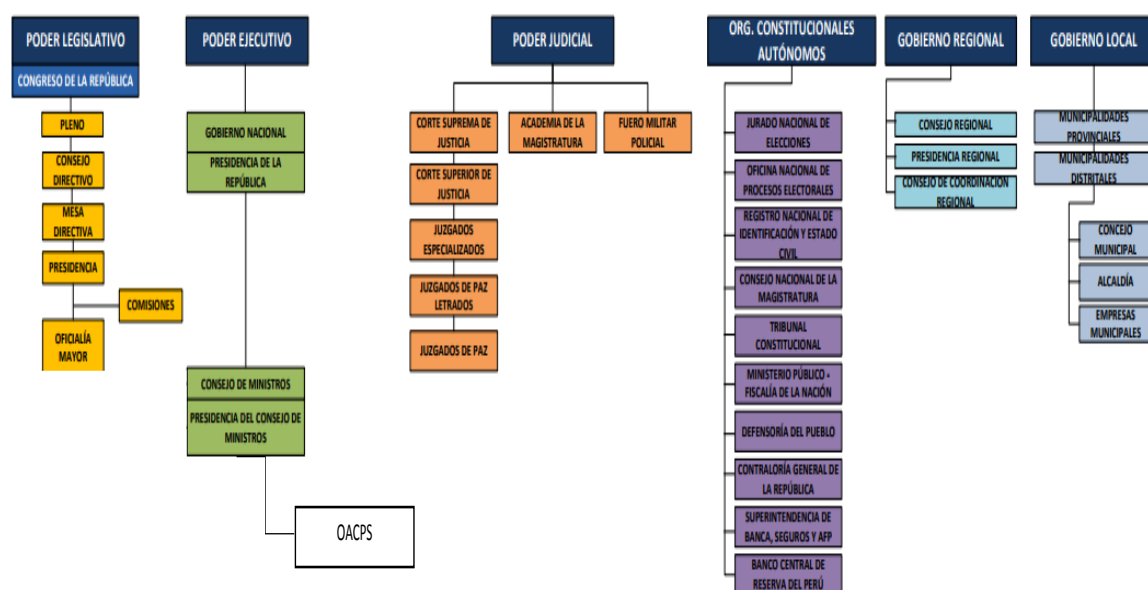 PODER LEGISLATIVO
CONGRESO DE LA REPÚBLICA
PLENO
CONSEJO
DIRECTIVO
MESA
DIRECTIVA
PRESIDENCIA
COMISIONES
OFICIALÍA
MAYOR
PODER EJECUTIVO
GOBIERNO NACIONAL
PRESIDENCIA DE LA
REPÚBLICA
CONSEJO DE MINISTROS
PRESIDENCIA DEL CONSEJO DE
MINISTROS
OACPS
PODER JUDICIAL
CORTE SUPREMA DE
JUSTICIA
CORTE SUPERIOR DE
JUSTICIA
JUZGADOS
ESPECIALIZADOS
JUZGADOS DE PAZ
LETRADOS
JUZGADOS DE PAZ
ACADEMIA DE LA
MAGISTRATURA
FUERO MILITAR
POLICIAL
ORG. CONSTITUCIONALES
AUTÓNOMOS
JURADO NACIONAL DE
ELECCIONES
OFICINA NACIONAL DE
PROCESOS ELECTORALES
REGISTRO NACIONAL DE
IDENTIFICACIÓN Y ESTADO
CIVIL
CONSEJO NACIONAL DE LA
MAGISTRATURA
TRIBUNAL
CONSTITUCIONAL
MINISTERIO PÚBLICO -
FISCALÍA DE LA NACIÓN
DEFENSORÍA DEL PUEBLO
CONTRALORÍA GENERAL DE
LA REPÚBLICA
SUPERINTENDENCIA DE
BANCA, SEGUROS Y AFP
BANCO CENTRAL DE
RESERVA DEL PERÚ
GOBIERNO REGIONAL
CONSEJO REGIONAL
PRESIDENCIA REGIONAL
CONSEJO DE COORDINACIÓN
REGIONAL
GOBIERNO LOCAL
MUNICIPALIDADES
PROVINCIALES
MUNICIPALIDADES
DISTRITALES
CONCEJO
MUNICIPAL
ALCALDÍA
EMPRESAS
MUNICIPALES